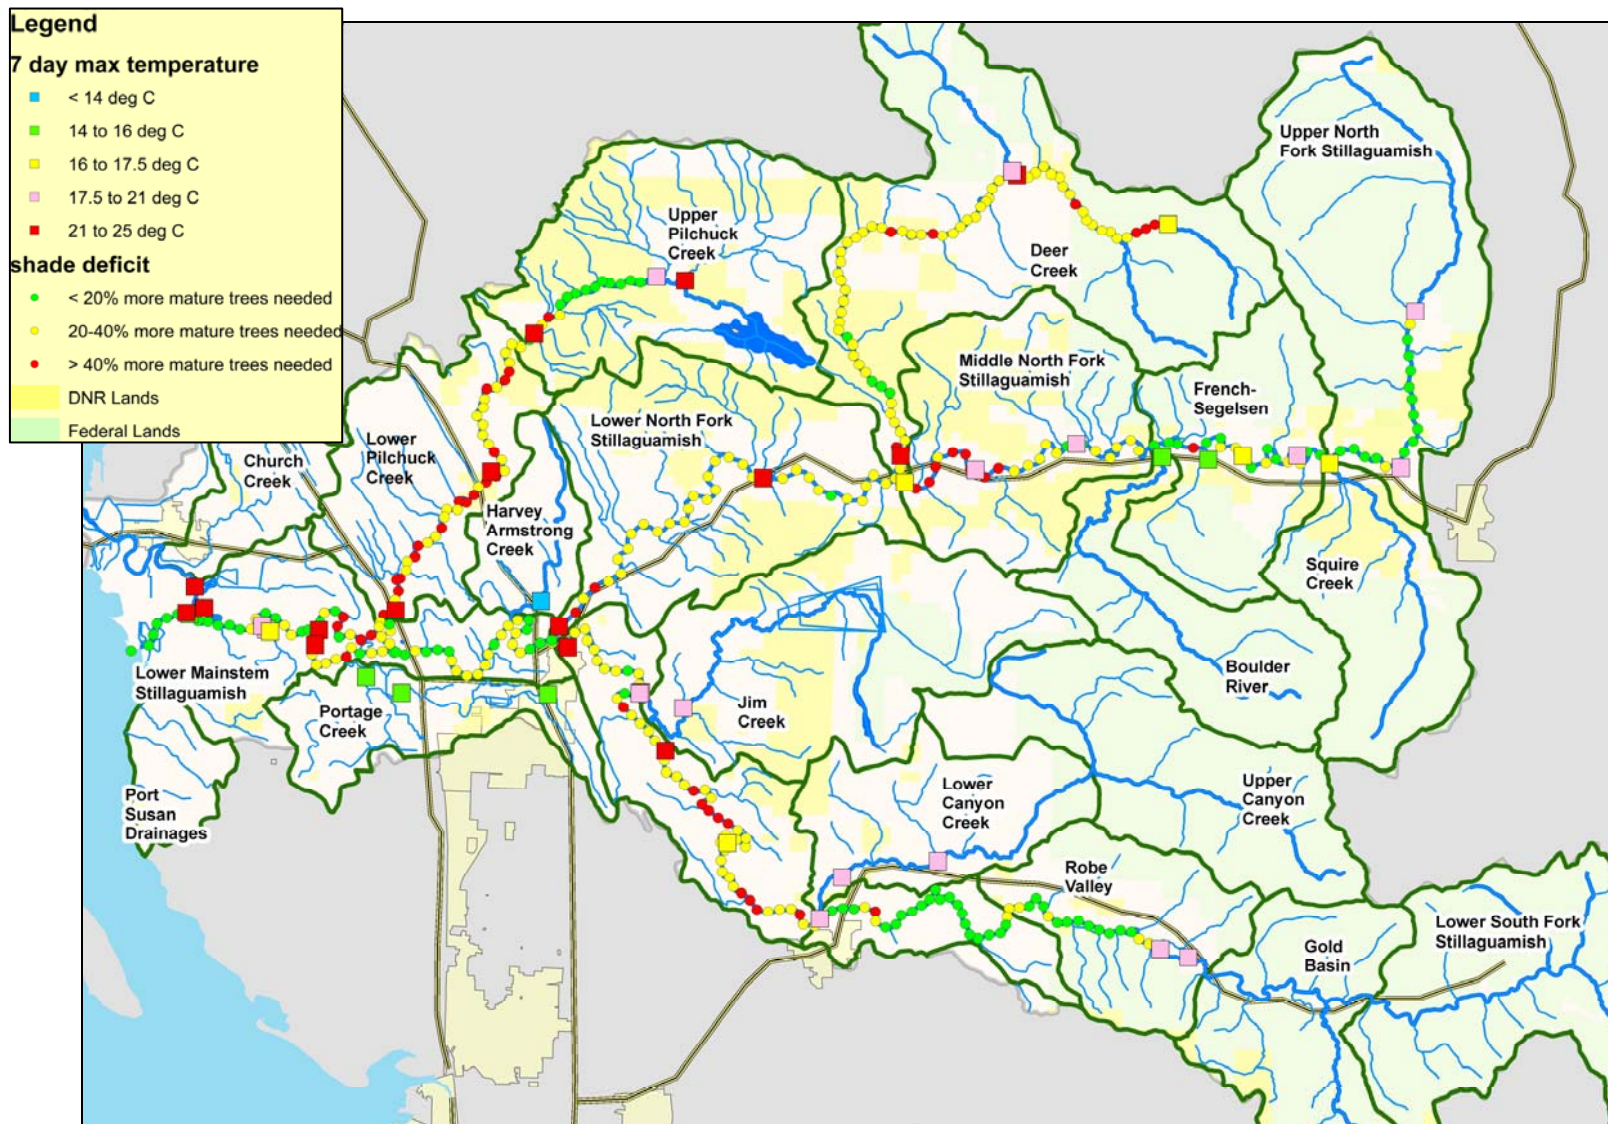 Legend
7 day max temperature
< 14 deg C
14 to 16 deg C
16 to 17.5 deg C
17.5 to 21 deg C
21 to 25 deg C
shade deficit
< 20% more mature trees needed
20-40% more mature trees needed
> 40% more mature trees needed
DNR Lands
Federal Lands
Upper North
Fork Stillaguamish
Upper
Pilchuck
Creek
Deer
Creek
Middle North Fork
Stillaguamish
French-
Segelsen
Lower North Fork
Stillaguamish
Lower
Pilchuck
Creek
Church
Creek
Harvey
Armstrong
Creek
Squire
Creek
Boulder
River
Lower Mainstem
Stillaguamish
Portage
Creek
Jim
Creek
Lower
Canyon
Creek
Upper
Canyon
Creek
Port
Susan
Drainages
Robe
Valley
Gold
Basin
Lower South Fork
Stillaguamish